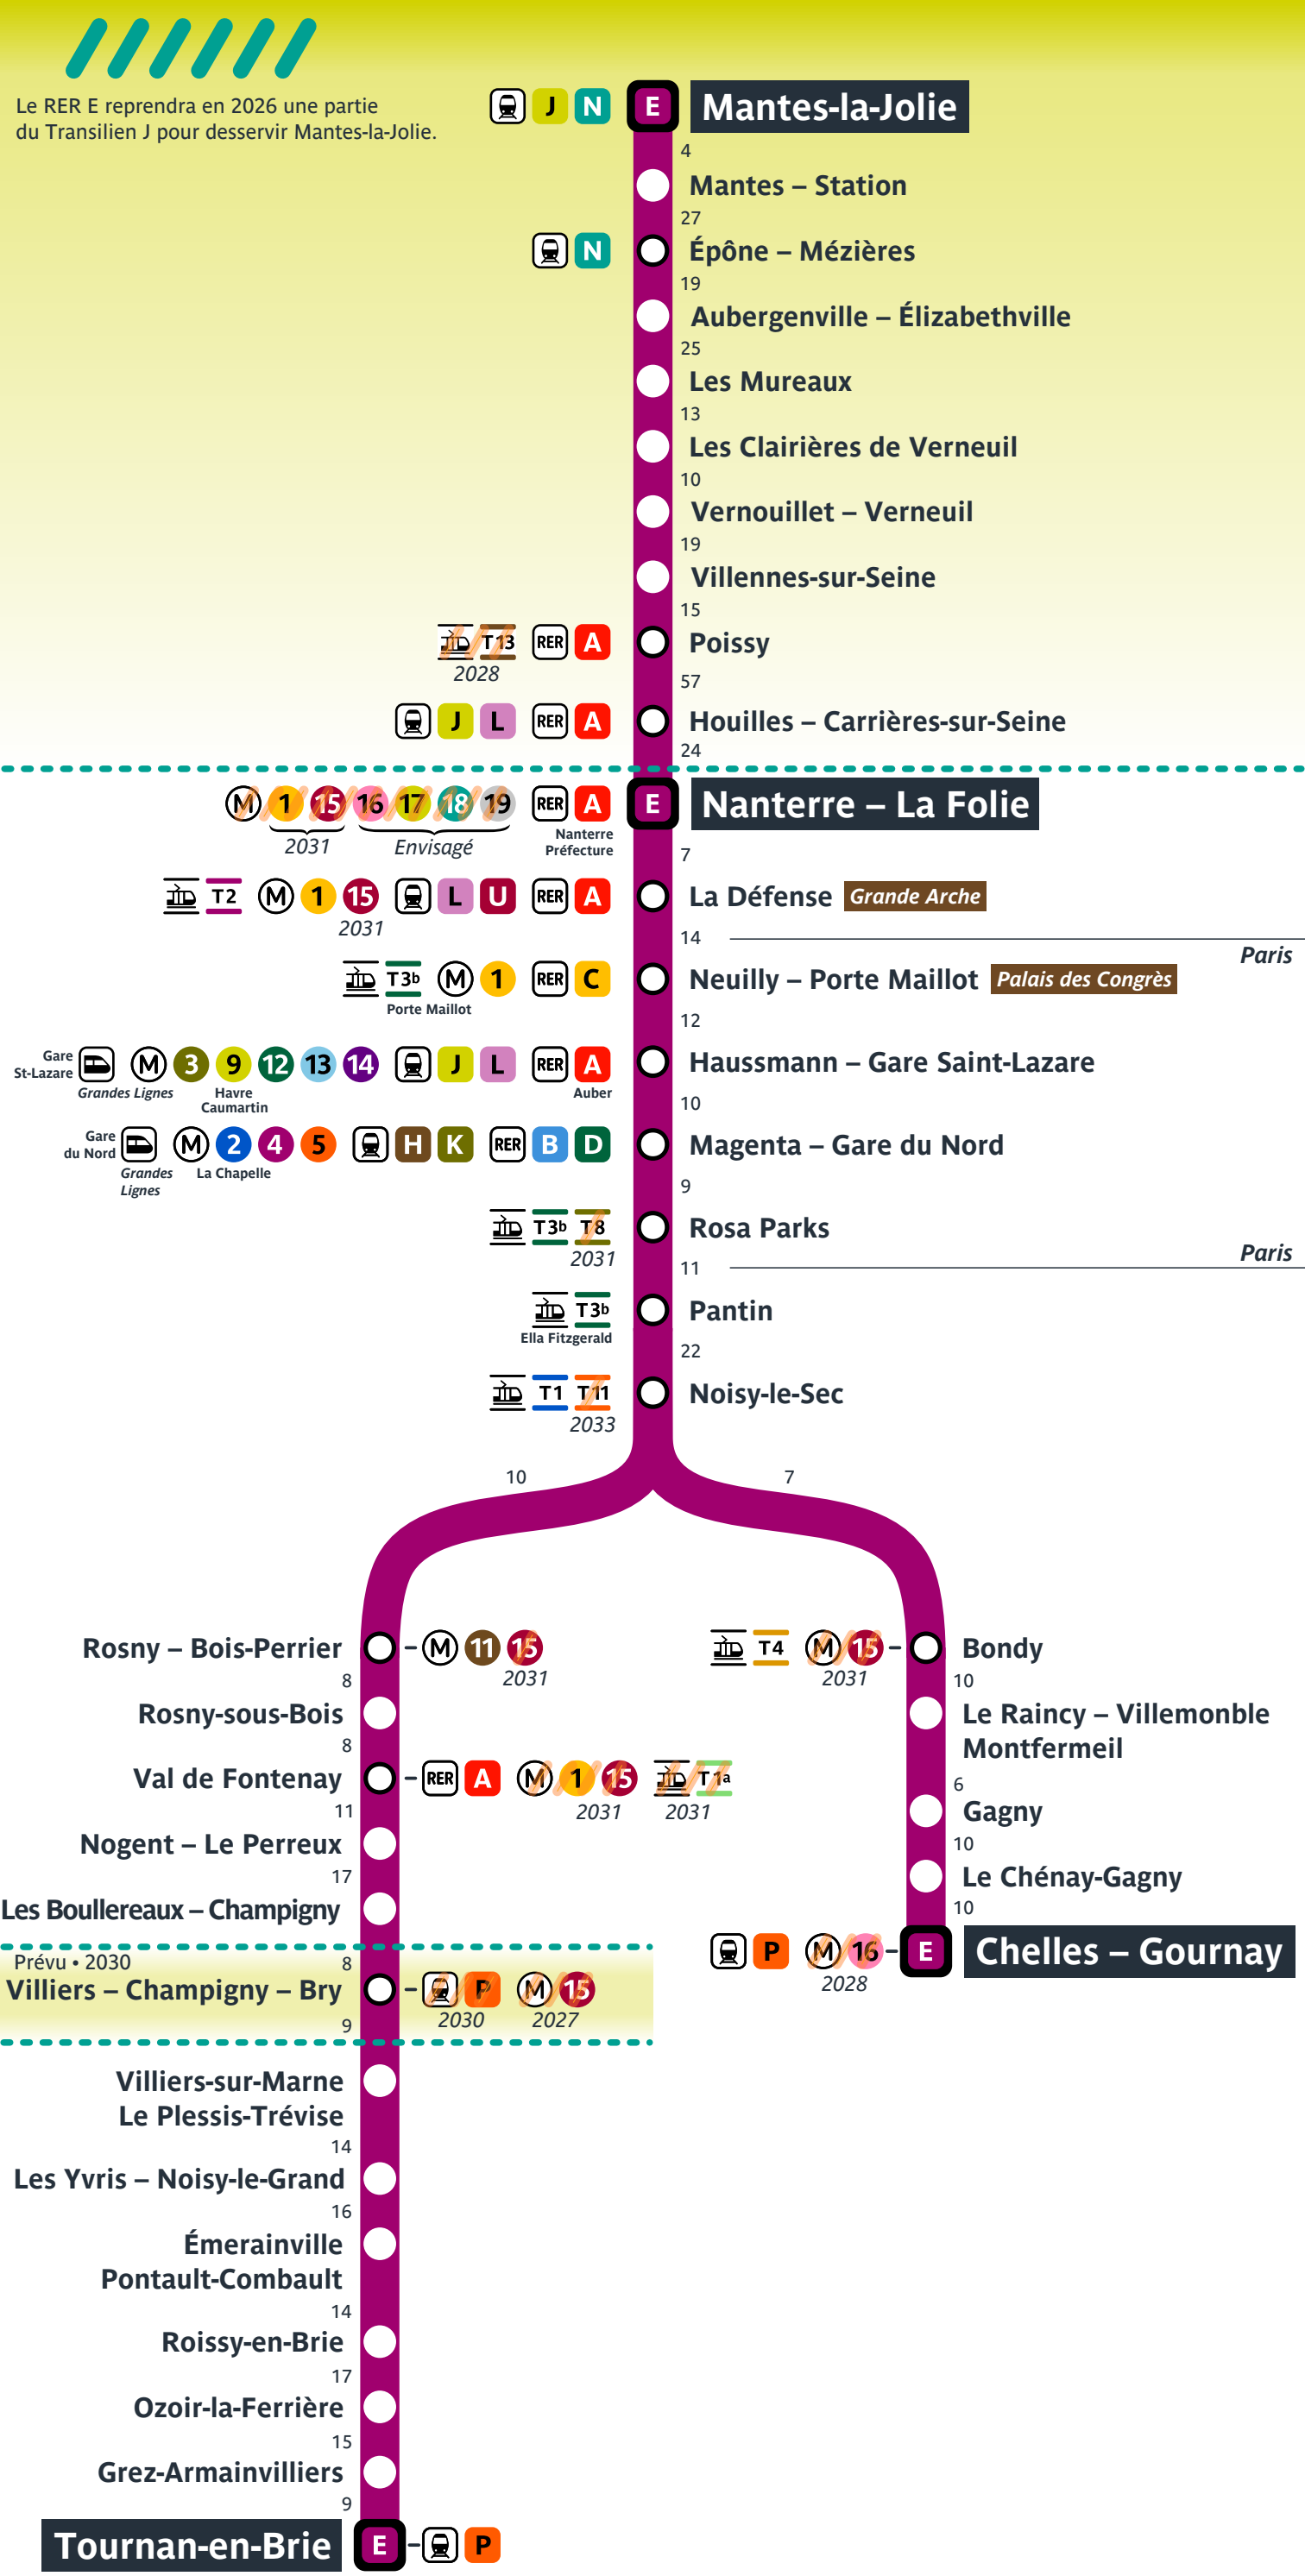 Le RER E reprendra en 2026 une partie
du Transilien J pour desservir Mantes-la-Jolie.
J N E Mantes-la-Jolie
4
Mantes – Station
27
N Épône – Mézières
19
Aubergenville – Élizabethville
25
Les Mureaux
13
Les Clairières de Verneuil
10
Vernouillet – Verneuil
19
Villennes-sur-Seine
15
T13 RER A Poissy
2028
57
J L RER A Houilles – Carrières-sur-Seine
24
M 1 15 16 17 18 19 RER A E Nanterre – La Folie
2031 Envisagé Nanterre
Préfecture
7
T2 M 1 15 L U RER A La Défense Grande Arche
2031
14
Paris
T3b M 1 RER C Neuilly – Porte Maillot Palais des Congrès
Porte Maillot
12
Gare
St-Lazare M 3 9 12 13 14 J L RER A Haussmann – Gare Saint-Lazare
Grandes Lignes Havre
Caumartin Auber
10
Gare
du Nord M 2 4 5 H K RER B D Magenta – Gare du Nord
Grandes
Lignes La Chapelle
9
T3b T8 Rosa Parks
2031
Paris
11
T3b Pantin
Ella Fitzgerald
22
T1 T11 Noisy-le-Sec
2033
10 7
Rosny – Bois-Perrier M 11 15
2031
8
Rosny-sous-Bois
8
Val de Fontenay RER A M 1 15 T1a
2031 2031
11
Nogent – Le Perreux
17
Les Boullereaux – Champigny
Prévu • 2030 8
Villiers – Champigny – Bry P M 15
2030 2027
9
Villiers-sur-Marne
Le Plessis-Trévise
14
Les Yvris – Noisy-le-Grand
16
Émerainville
Pontault-Combault
14
Roissy-en-Brie
17
Ozoir-la-Ferrière
15
Grez-Armainvilliers
9
Tournan-en-Brie E P
T4 M 15 Bondy
2031
10
Le Raincy – Villemonble
Montfermeil
6
Gagny
10
Le Chénay-Gagny
10
P M 16 E Chelles – Gournay
2028